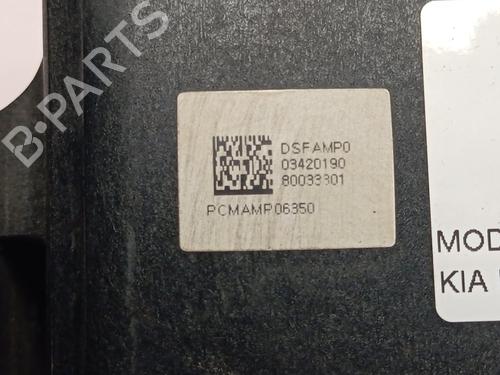 DSFAMP0
03420190
80033301
PCMAMP06350
MOD
KIA
B-PARTS